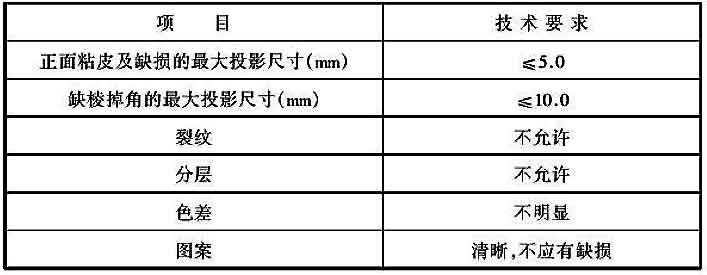 项 目 技术要求
正面粘皮及缺损的最大投影尺寸(mm) ≤5.0
缺棱掉角的最大投影尺寸(mm) ≤10.0
裂纹 不允许
分层 不允许
色差 不明显
图案 清晰,不应有缺损